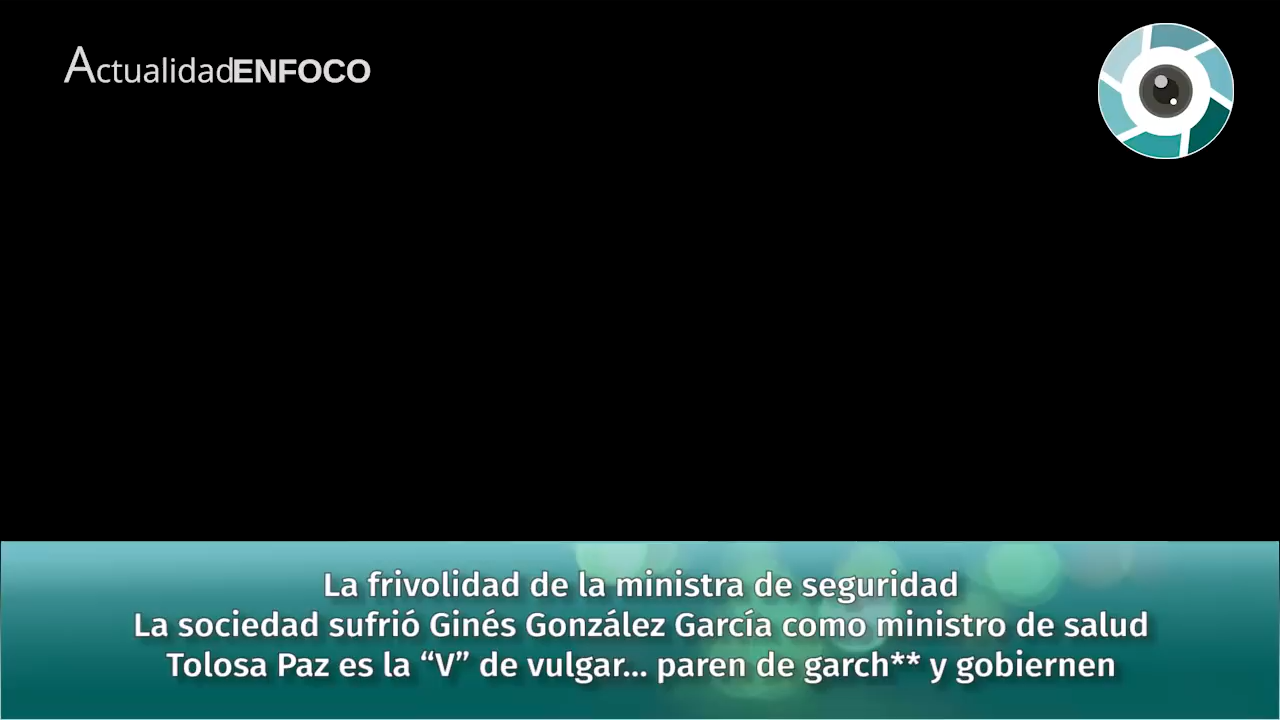 ActualidadENFOCO
La frivolidad de la ministra de seguridad
La sociedad sufrió Ginés González García como ministro de salud
Tolosa Paz es la “V” de vulgar... paren de garch** y gobiernen